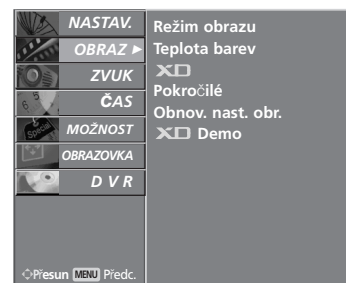 NASTAV.
OBRAZ ►
ZVUK
ČAS
MOŽNOST
OBRAZOVKA
D V R
Přesun MENU Předc.
Režim obrazu
Teplota barev
XD
Pokročilé
Obnov. nast. obr.
XD Demo